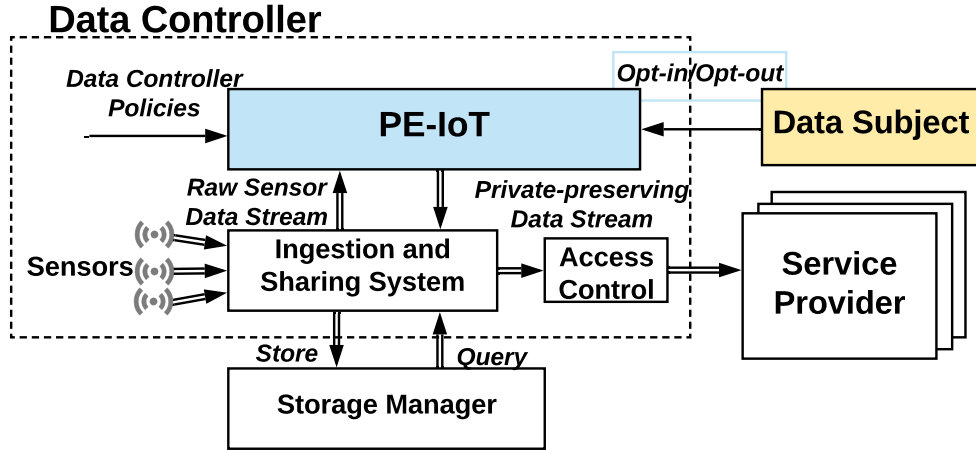 Data Controller
Data Controller
Policies
Opt-in/Opt-out
PE-IoT
Data Subject
Raw Sensor
Data Stream
Private-preserving
Data Stream
Sensors
Ingestion and
Sharing System
Access
Control
Service
Provider
Store
Query
Storage Manager